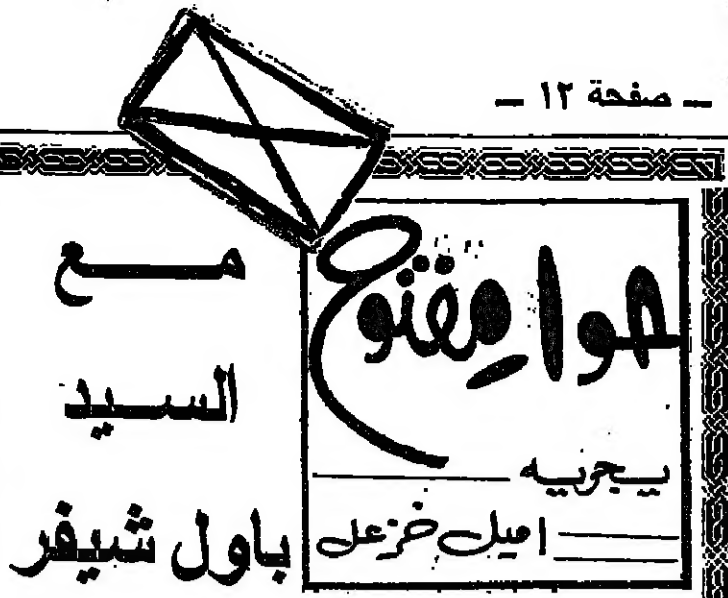 — صفحة ١٢ —
حوار مفتوح
يجريه
اميل خزعل
مع
السيد
باول شيفر